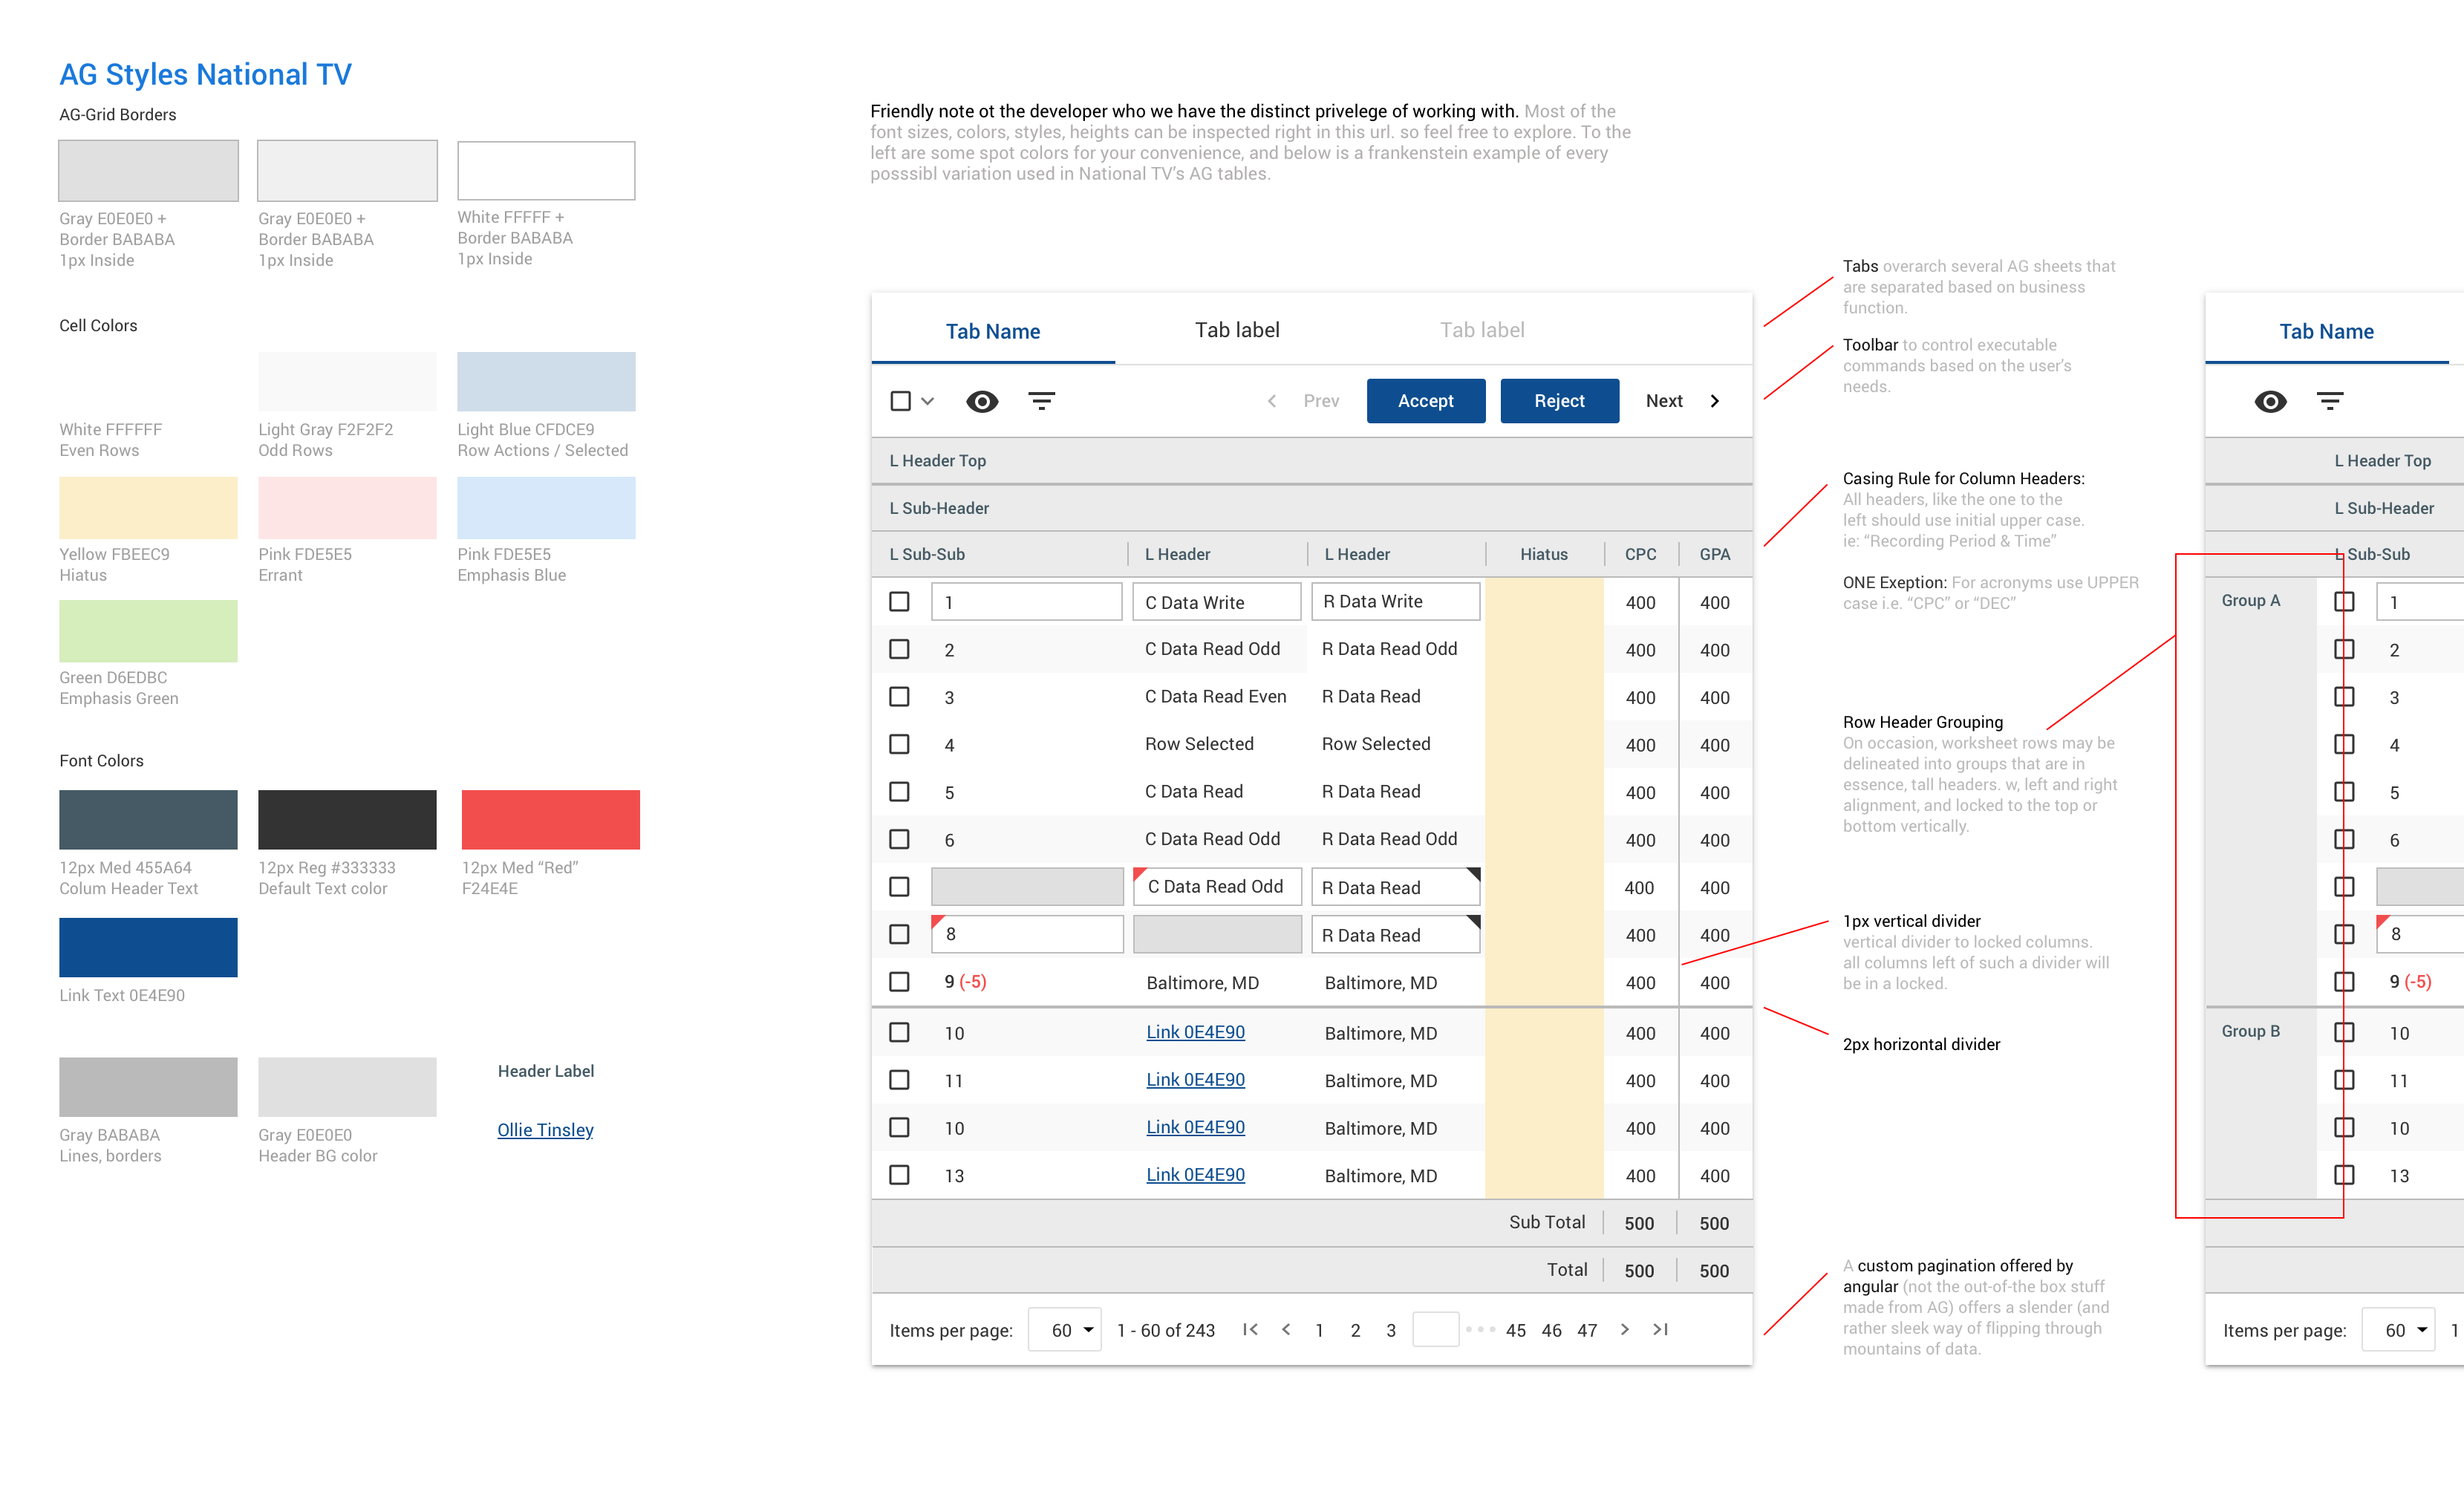 AG Styles National TV
AG-Grid Borders
Gray E0E0E0 +
Border BABABA
1px Inside
Gray E0E0E0 +
Border BABABA
1px Inside
White FFFFF +
Border BABABA
1px Inside
Cell Colors
White FFFFFF
Even Rows
Light Gray F2F2F2
Odd Rows
Light Blue CFDCE9
Row Actions / Selected
Yellow FBEEC9
Hiatus
Pink FDE5E5
Errant
Pink FDE5E5
Emphasis Blue
Green D6EDBC
Emphasis Green
Font Colors
12px Med 455A64
Colum Header Text
12px Reg #333333
Default Text color
12px Med “Red”
F24E4E
Link Text 0E4E90
Gray BABABA
Lines, borders
Gray E0E0E0
Header BG color
Header Label
Ollie Tinsley
Friendly note ot the developer who we have the distinct privelege of working with. Most of the
font sizes, colors, styles, heights can be inspected right in this url. so feel free to explore. To the
left are some spot colors for your convenience, and below is a frankenstein example of every
posssibl variation used in National TV’s AG tables.
Tab Name Tab label Tab label
Prev Accept Reject Next
L Header Top
L Sub-Header
L Sub-Sub L Header L Header Hiatus CPC GPA
1 C Data Write R Data Write 400 400
2 C Data Read Odd R Data Read Odd 400 400
3 C Data Read Even R Data Read 400 400
4 Row Selected Row Selected 400 400
5 C Data Read R Data Read 400 400
6 C Data Read Odd R Data Read Odd 400 400
C Data Read Odd R Data Read 400 400
8 R Data Read 400 400
9 (-5) Baltimore, MD Baltimore, MD 400 400
10 Link 0E4E90 Baltimore, MD 400 400
11 Link 0E4E90 Baltimore, MD 400 400
10 Link 0E4E90 Baltimore, MD 400 400
13 Link 0E4E90 Baltimore, MD 400 400
Sub Total 500 500
Total 500 500
Items per page: 60 1 - 60 of 243 1 2 3 45 46 47
Tabs overarch several AG sheets that
are separated based on business
function.
Toolbar to control executable
commands based on the user’s
needs.
Casing Rule for Column Headers:
All headers, like the one to the
left should use initial upper case.
ie: “Recording Period & Time”
ONE Exeption: For acronyms use UPPER
case i.e. “CPC” or “DEC”
Row Header Grouping
On occasion, worksheet rows may be
delineated into groups that are in
essence, tall headers. w, left and right
alignment, and locked to the top or
bottom vertically.
1px vertical divider
vertical divider to locked columns.
all columns left of such a divider will
be in a locked.
2px horizontal divider
A custom pagination offered by
angular (not the out-of-the box stuff
made from AG) offers a slender (and
rather sleek way of flipping through
mountains of data.
Tab Name
L Header Top
L Sub-Header
L Sub-Sub
Group A 1
2
3
4
5
6
8
9 (-5)
Group B 10
11
10
13
Items per page: 60 1